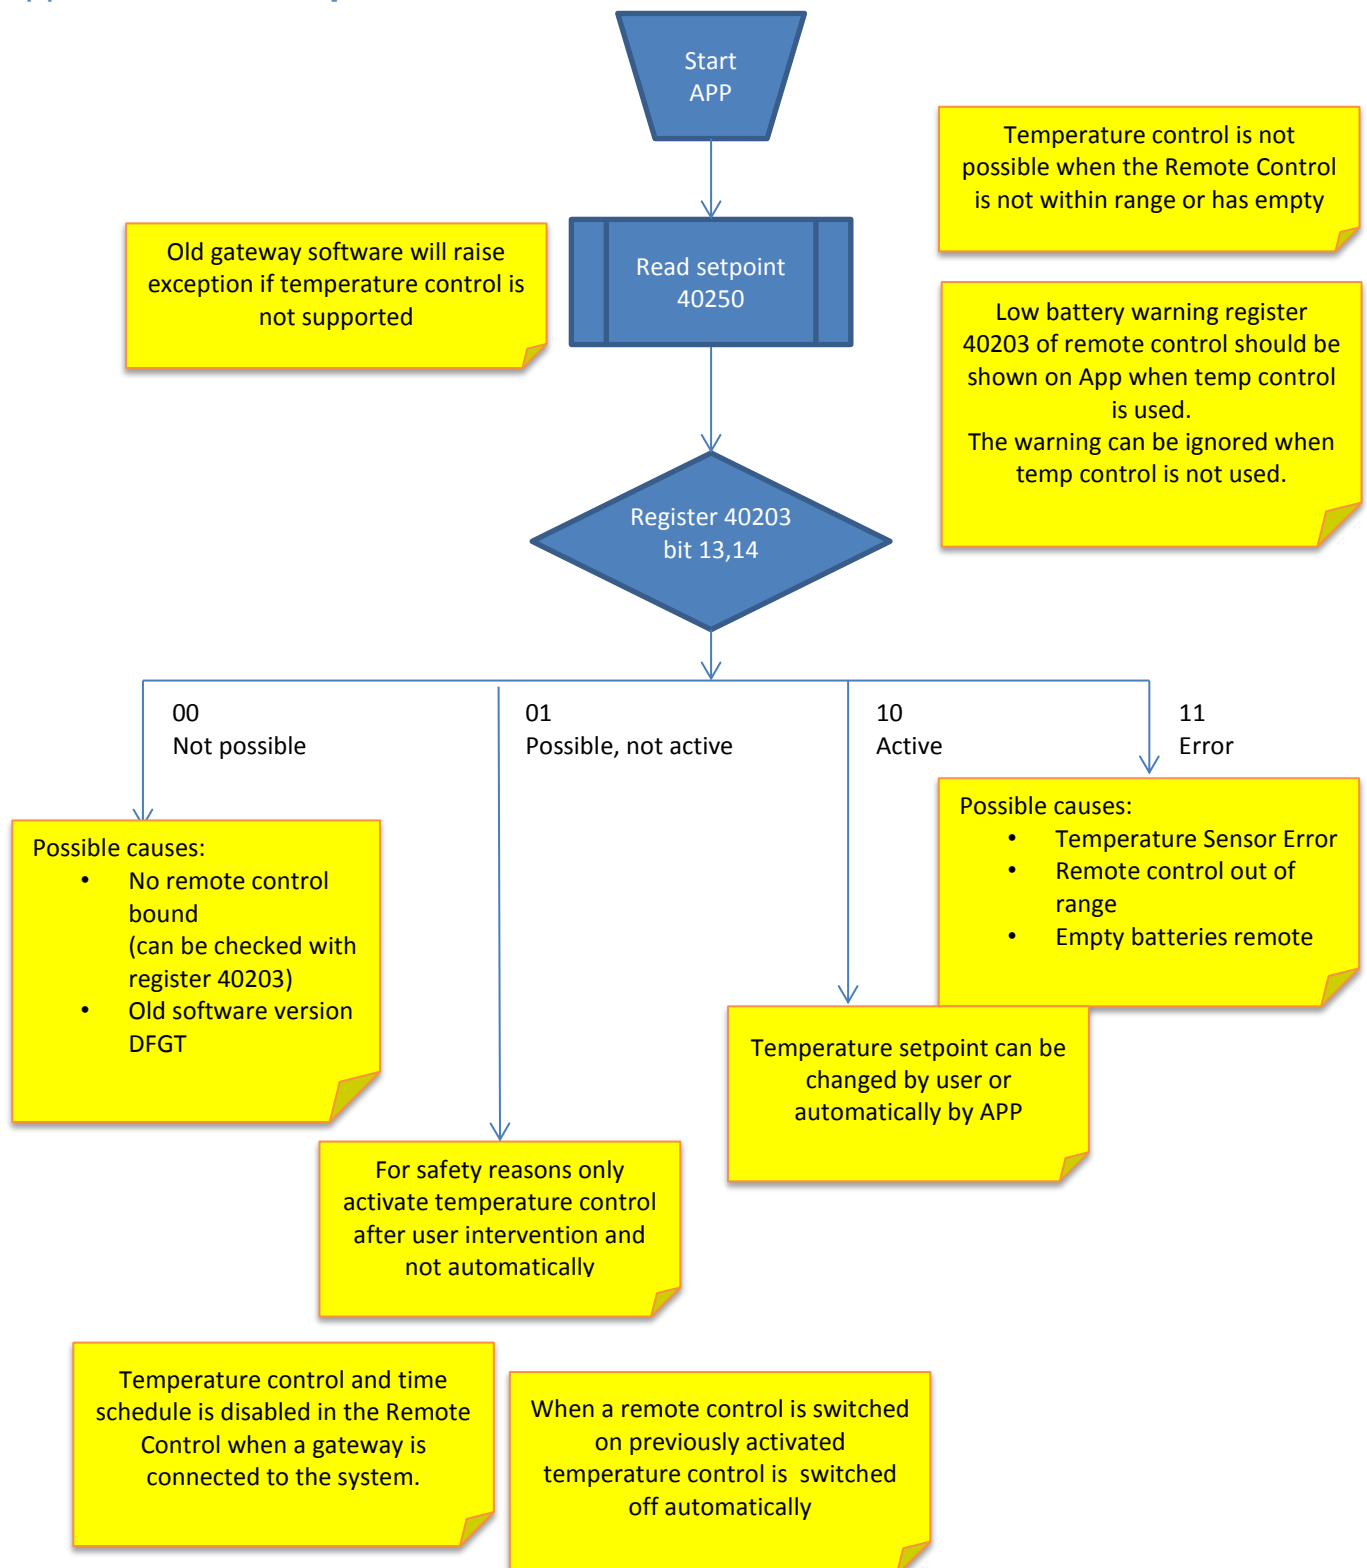 Start
APP
Temperature control is not
possible when the Remote Control
is not within range or has empty
Old gateway software will raise
exception if temperature control is
not supported
Read setpoint
40250
Low battery warning register
40203 of remote control should be
shown on App when temp control
is used.
The warning can be ignored when
temp control is not used.
Register 40203
bit 13,14
00
Not possible
01
Possible, not active
10
Active
11
Error
Possible causes:
• No remote control
bound
(can be checked with
register 40203)
• Old software version
DFGT
Possible causes:
• Temperature Sensor Error
• Remote control out of
range
• Empty batteries remote
Temperature setpoint can be
changed by user or
automatically by APP
For safety reasons only
activate temperature control
after user intervention and
not automatically
Temperature control and time
schedule is disabled in the Remote
Control when a gateway is
connected to the system.
When a remote control is switched
on previously activated
temperature control is switched
off automatically